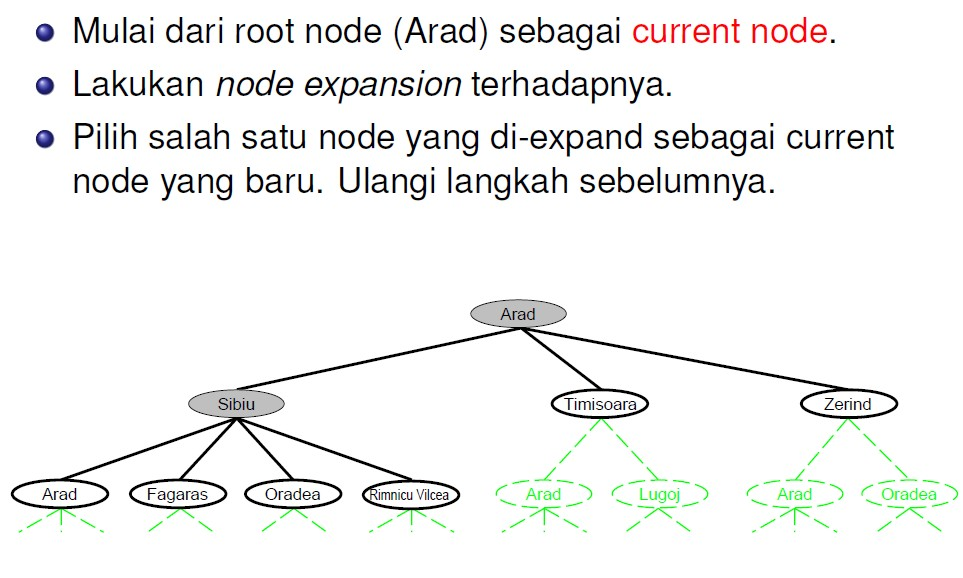 Mulai dari root node (Arad) sebagai current node.
Lakukan node expansion terhadapnya.
Pilih salah satu node yang di-expand sebagai current
node yang baru. Ulangi langkah sebelumnya.
Arad
Sibiu
Timisoara
Zerind
Arad
Fagaras
Oradea
Rimnicu Vilcea
Arad
Lugoj
Arad
Oradea